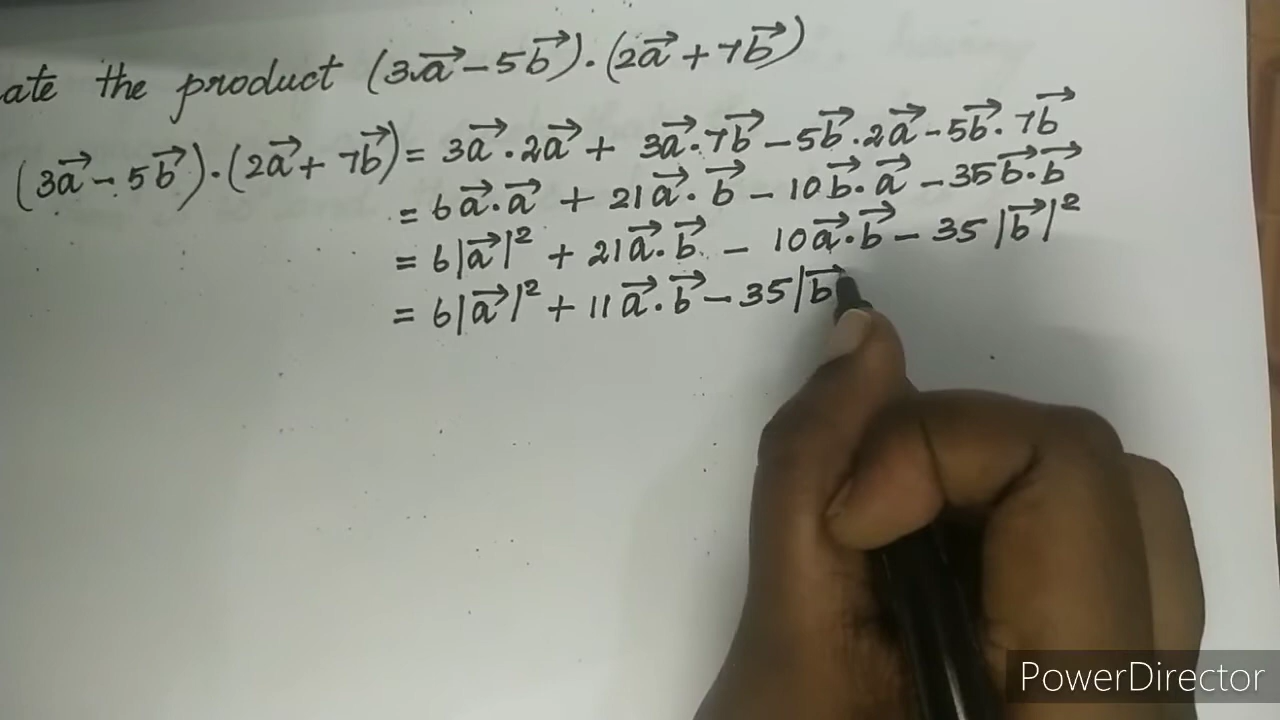 ate the product (3a⃗ - 5b⃗) . (2a⃗ + 7b⃗)
(3a⃗ - 5b⃗) . (2a⃗ + 7b⃗) = 3a⃗ . 2a⃗ + 3a⃗ . 7b⃗ - 5b⃗ . 2a⃗ - 5b⃗ . 7b⃗
= 6a⃗ . a⃗ + 21a⃗ . b⃗ - 10b⃗ . a⃗ - 35b⃗ . b⃗
= 6|a⃗|² + 21a⃗ . b⃗ - 10a⃗ . b⃗ - 35|b⃗|²
= 6|a⃗|² + 11a⃗ . b⃗ - 35|b⃗
PowerDirector